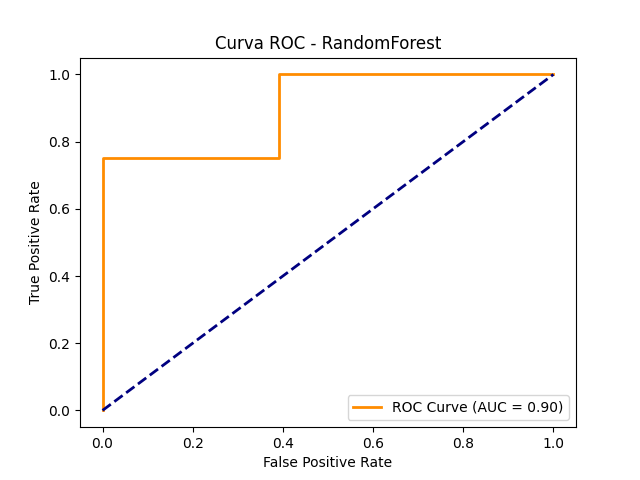 Curva ROC - RandomForest
True Positive Rate
1.0
0.8
0.6
0.4
0.2
0.0
0.0 0.2 0.4 0.6 0.8 1.0
False Positive Rate
ROC Curve (AUC = 0.90)